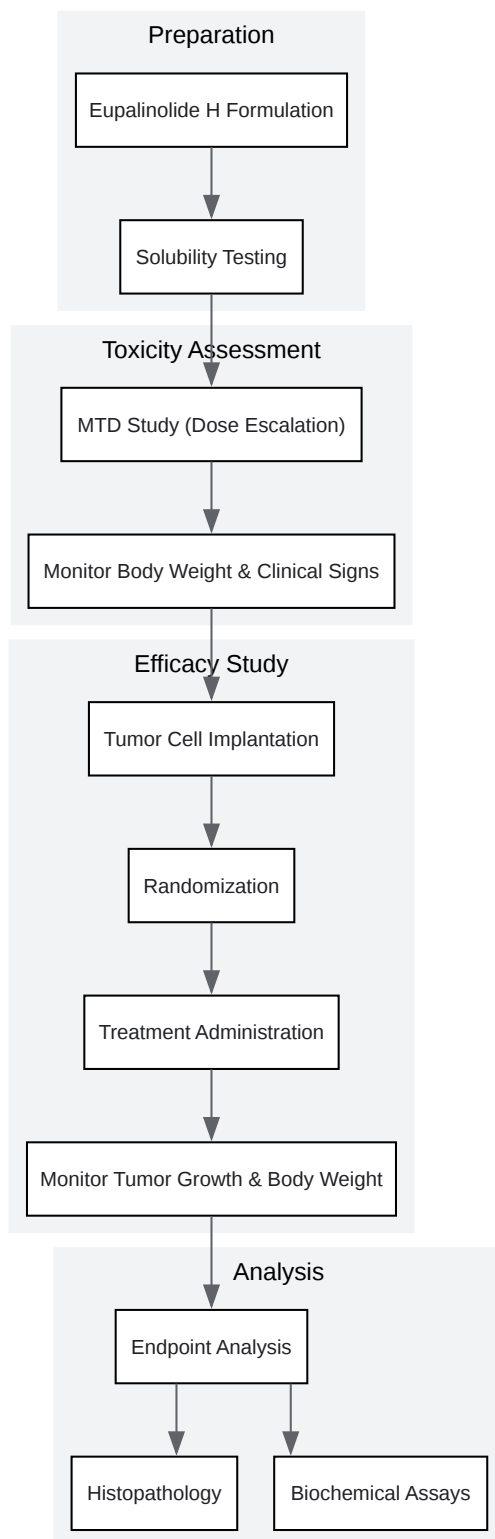 Preparation
Eupalinolide H Formulation
Solubility Testing
Toxicity Assessment
MTD Study (Dose Escalation)
Monitor Body Weight & Clinical Signs
Efficacy Study
Tumor Cell Implantation
Randomization
Treatment Administration
Monitor Tumor Growth & Body Weight
Analysis
Endpoint Analysis
Histopathology
Biochemical Assays